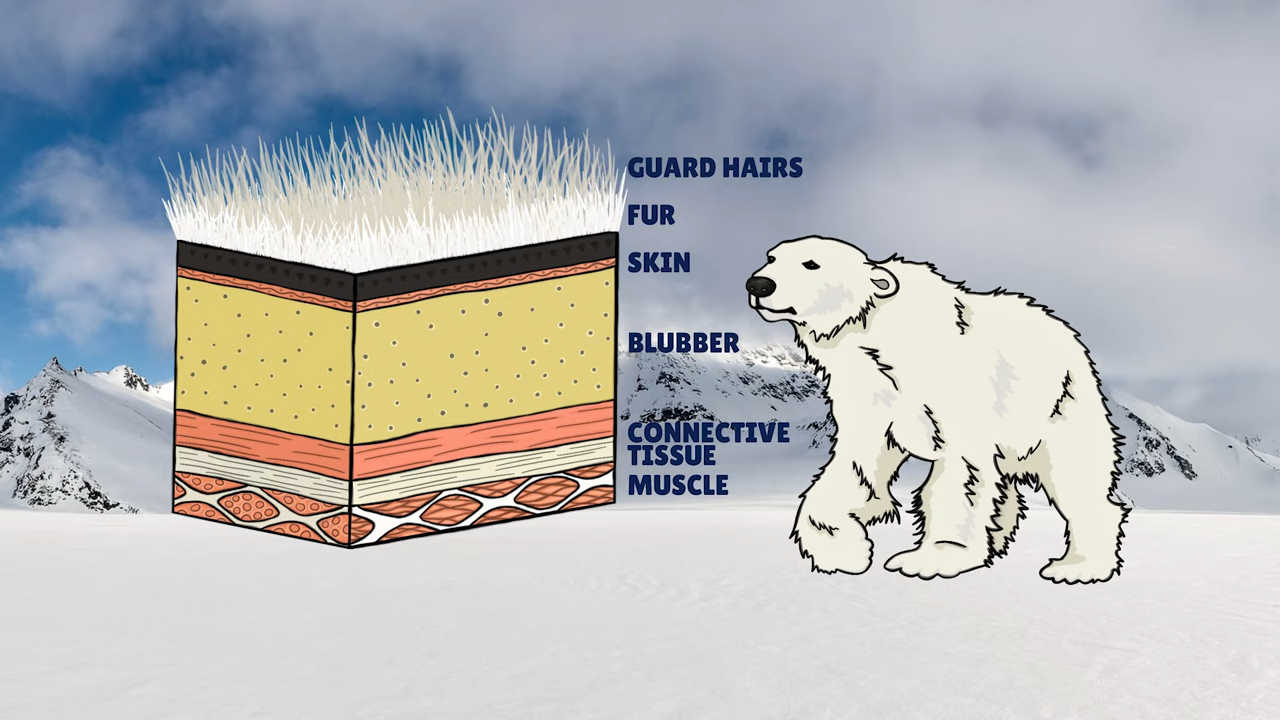 GUARD HAIRS
FUR
SKIN
BLUBBER
CONNECTIVE
TISSUE
MUSCLE